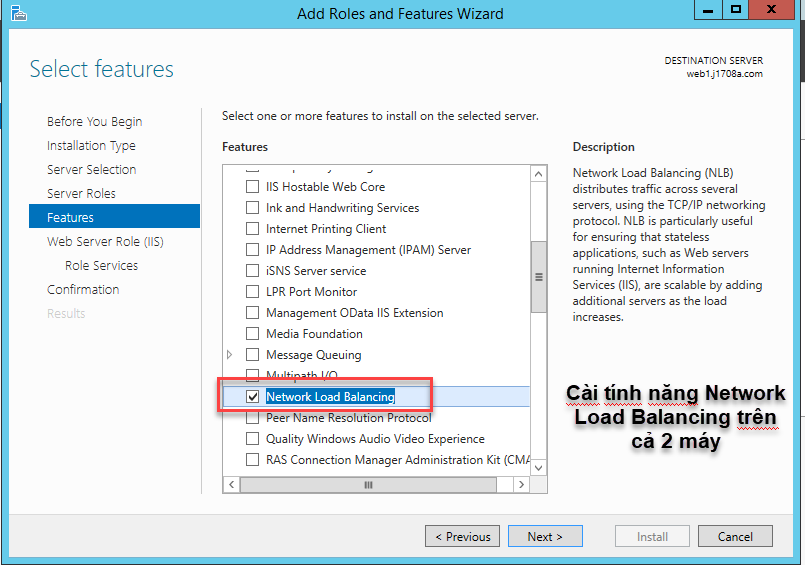 Add Roles and Features Wizard
Select features
DESTINATION SERVER
web1.j1708a.com
Before You Begin
Installation Type
Server Selection
Server Roles
Features
Web Server Role (IIS)
Role Services
Confirmation
Results
Select one or more features to install on the selected server.
Features
IIS Hostable Web Core
Ink and Handwriting Services
Internet Printing Client
IP Address Management (IPAM) Server
iSNS Server service
LPR Port Monitor
Management OData IIS Extension
Media Foundation
Message Queuing
Multipath I/O
Network Load Balancing
Peer Name Resolution Protocol
Quality Windows Audio Video Experience
RAS Connection Manager Administration Kit (CMA
Description
Network Load Balancing (NLB)
distributes traffic across several
servers, using the TCP/IP networking
protocol. NLB is particularly useful
for ensuring that stateless
applications, such as Web servers
running Internet Information
Services (IIS), are scalable by adding
additional servers as the load
increases.
Cài tính năng Network
Load Balancing trên
cả 2 máy
< Previous
Next >
Install
Cancel